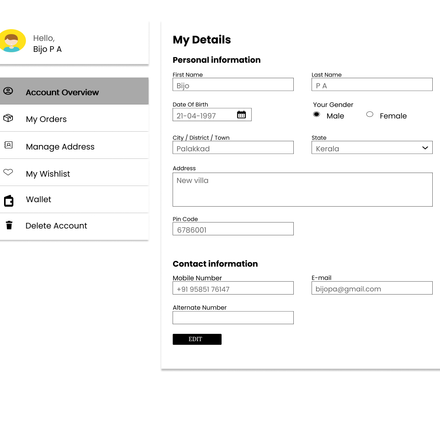 Hello,
Bijo P A
Account Overview
My Orders
Manage Address
My Wishlist
Wallet
Delete Account
My Details
Personal information
First Name
Last Name
Bijo
P A
Date Of Birth
Your Gender
21-04-1997
Male
Female
City / District / Town
State
Palakkad
Kerala
Address
New villa
Pin Code
6786001
Contact information
Mobile Number
E-mail
+91 95851 76147
bijopa@gmail.com
Alternate Number
EDIT